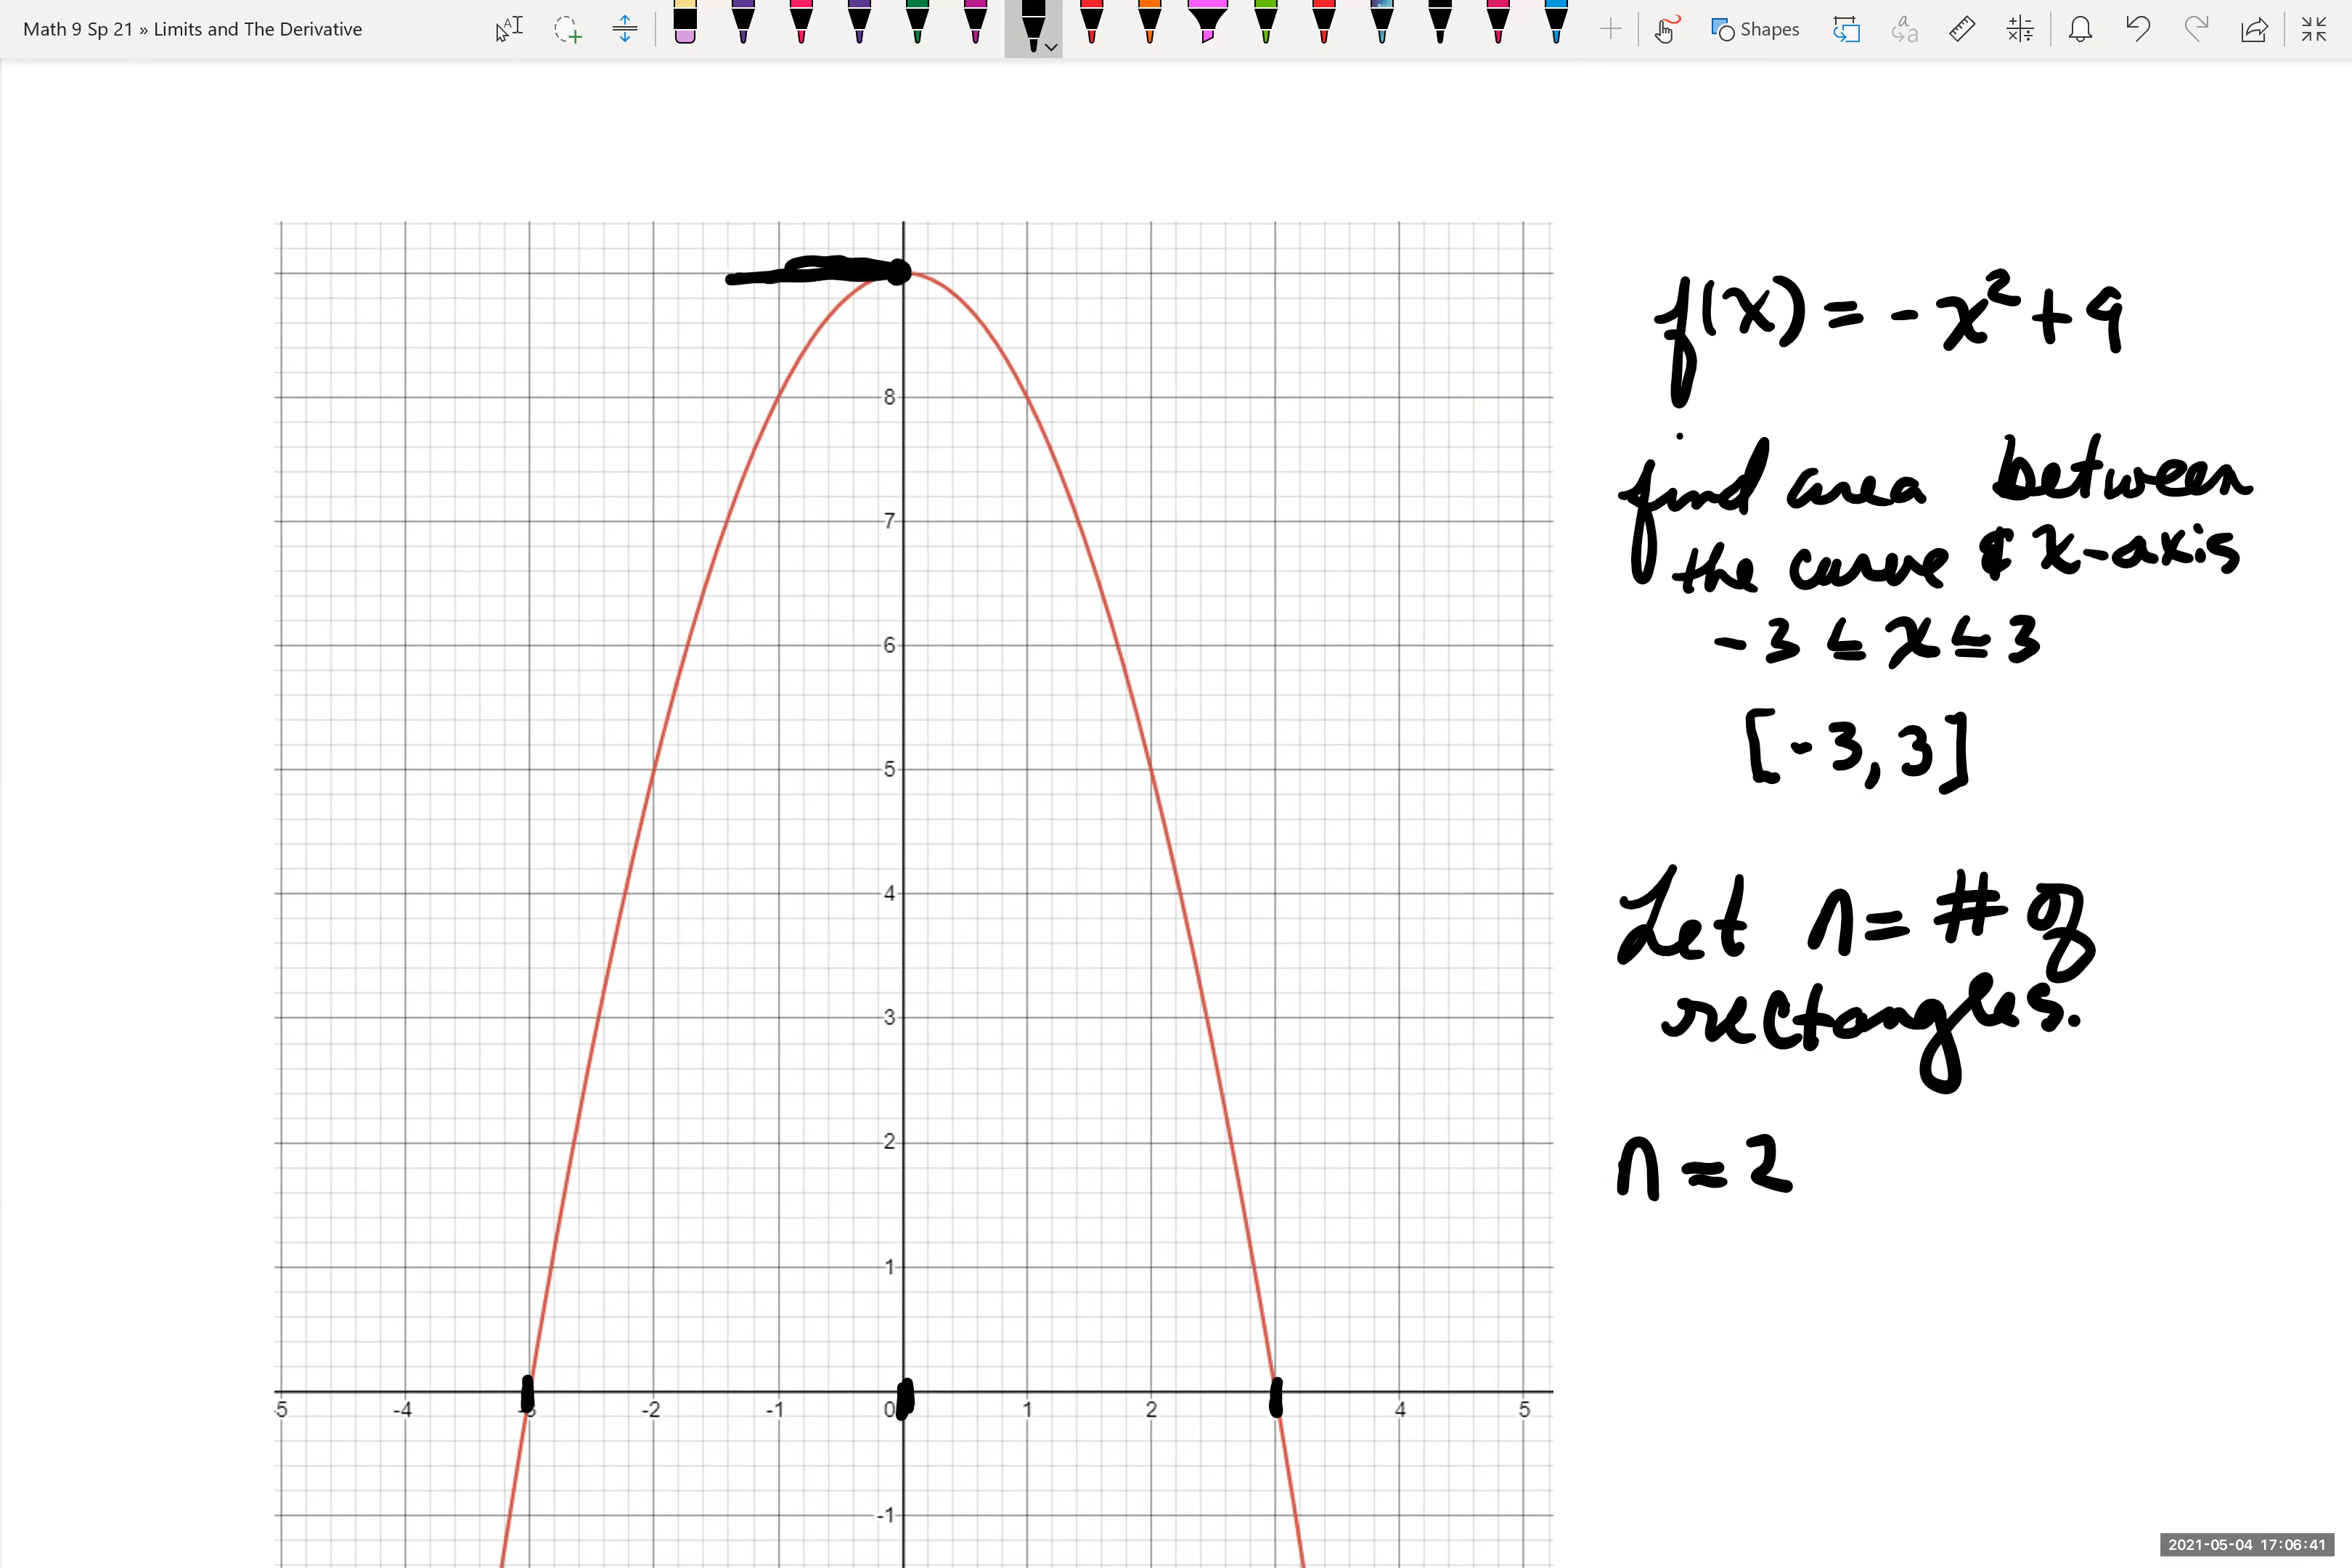 Math 9 Sp 21 » Limits and The Derivative
Shapes
f(x) = -x² + 9
find area between
the curve & x-axis
-3 ≤ x ≤ 3
[-3, 3]
Let n = # of
rectangles.
n = 2
8
7
6
5
4
3
2
1
-5 -4 -3 -2 -1 0 1 2 4 5
-1
2021-05-04 17:06:41